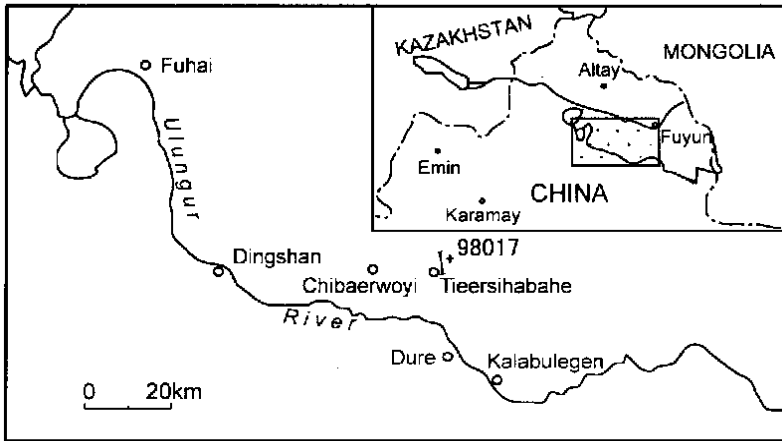 KAZAKHSTAN
MONGOLIA
Altay
Fuyun
Emin
Karamay
CHINA
Fuhai
Ulungur
Dingshan
98017
Chibaerwoyi
Tieersihabahe
River
Dure
Kalabulegen
0 20km